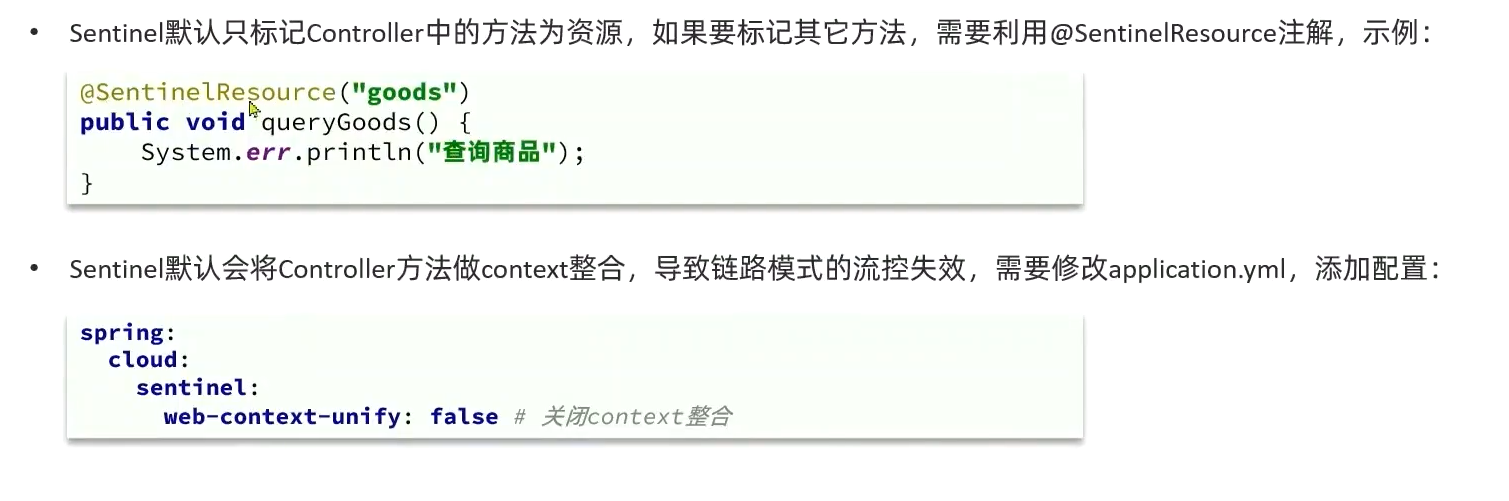 • Sentinel默认只标记Controller中的方法为资源，如果要标记其它方法，需要利用@SentinelResource注解，示例：
@SentinelResource("goods")
public void queryGoods() {
    System.err.println("查询商品");
}
• Sentinel默认会将Controller方法做context整合，导致链路模式的流控失效，需要修改application.yml，添加配置：
spring:
  cloud:
    sentinel:
      web-context-unify: false # 关闭context整合